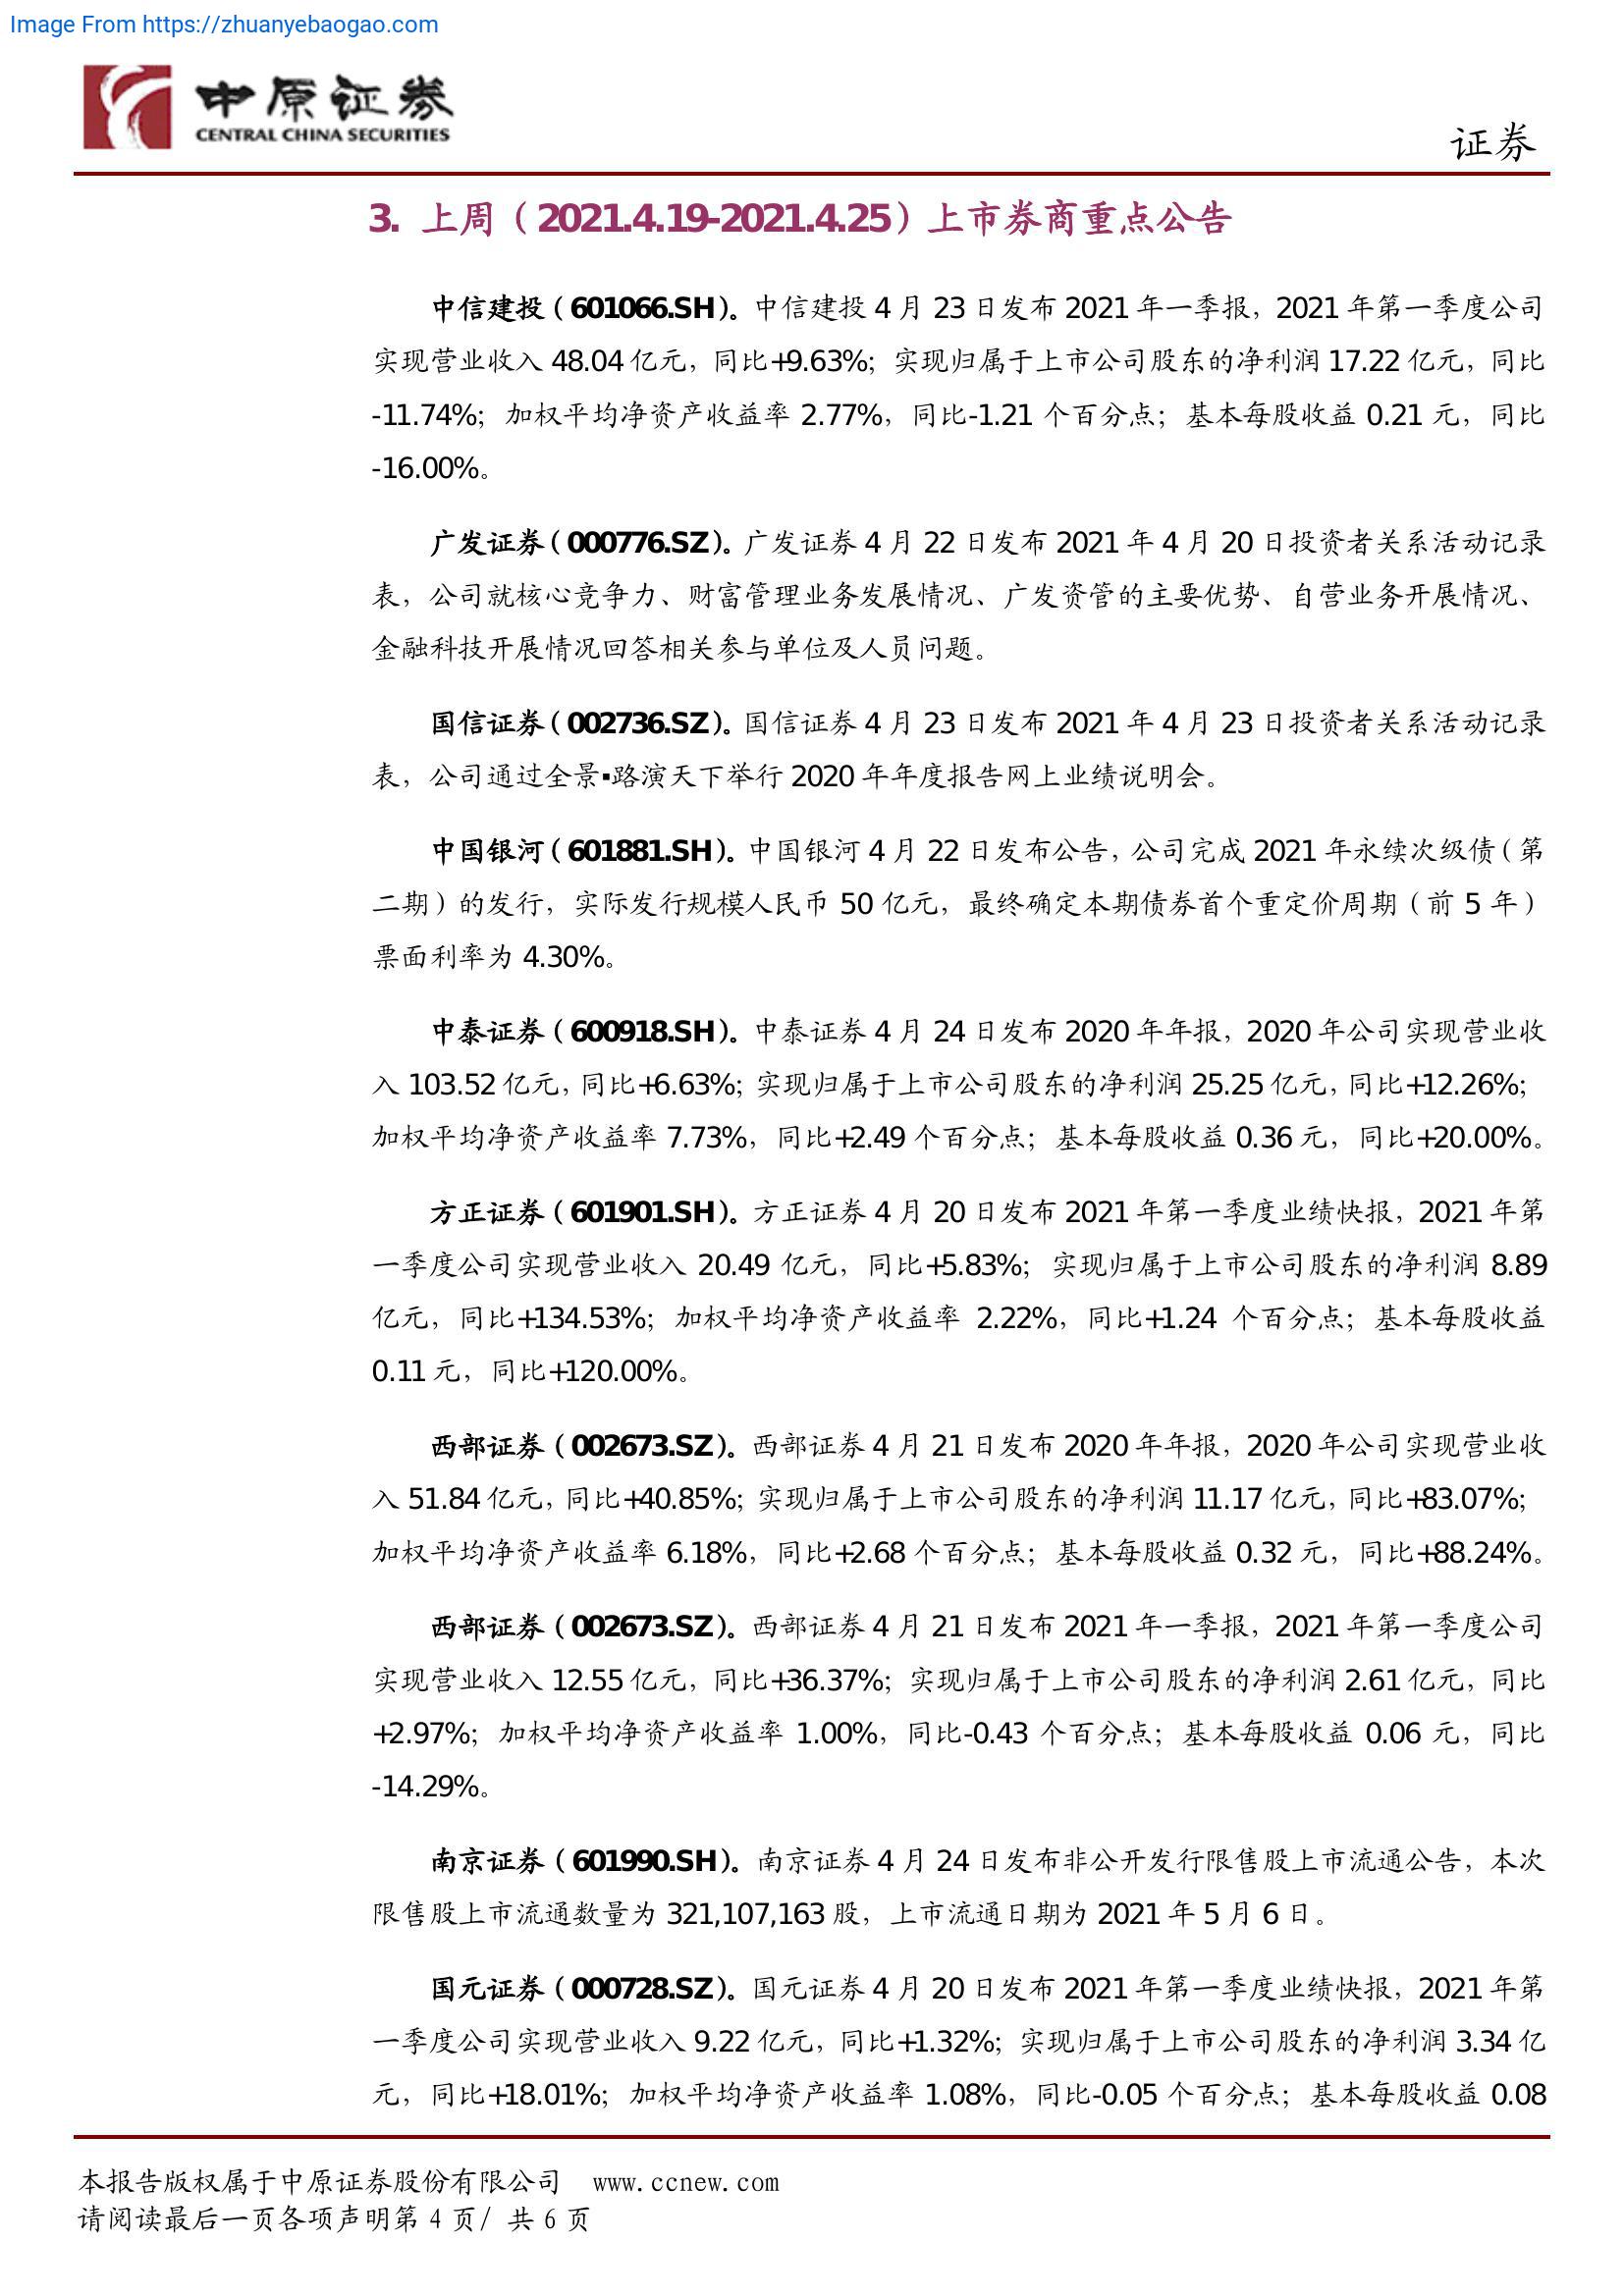 Image From https://zhuanyebaogao.com
中原证券
CENTRAL CHINA SECURITIES
证券
3. 上周（2021.4.19-2021.4.25）上市券商重点公告
中信建投（601066.SH）。中信建投 4 月 23 日发布 2021 年一季报，2021 年第一季度公司
实现营业收入 48.04 亿元，同比+9.63%；实现归属于上市公司股东的净利润 17.22 亿元，同比
-11.74%；加权平均净资产收益率 2.77%，同比-1.21 个百分点；基本每股收益 0.21 元，同比
-16.00%。
广发证券（000776.SZ）。广发证券 4 月 22 日发布 2021 年 4 月 20 日投资者关系活动记录
表，公司就核心竞争力、财富管理业务发展情况、广发资管的主要优势、自营业务开展情况、
金融科技开展情况回答相关参与单位及人员问题。
国信证券（002736.SZ）。国信证券 4 月 23 日发布 2021 年 4 月 23 日投资者关系活动记录
表，公司通过全景▪路演天下举行 2020 年年度报告网上业绩说明会。
中国银河（601881.SH）。中国银河 4 月 22 日发布公告，公司完成 2021 年永续次级债（第
二期）的发行，实际发行规模人民币 50 亿元，最终确定本期债券首个重定价周期（前 5 年）
票面利率为 4.30%。
中泰证券（600918.SH）。中泰证券 4 月 24 日发布 2020 年年报，2020 年公司实现营业收
入 103.52 亿元，同比+6.63%；实现归属于上市公司股东的净利润 25.25 亿元，同比+12.26%；
加权平均净资产收益率 7.73%，同比+2.49 个百分点；基本每股收益 0.36 元，同比+20.00%。
方正证券（601901.SH）。方正证券 4 月 20 日发布 2021 年第一季度业绩快报，2021 年第
一季度公司实现营业收入 20.49 亿元，同比+5.83%；实现归属于上市公司股东的净利润 8.89
亿元，同比+134.53%；加权平均净资产收益率 2.22%，同比+1.24 个百分点；基本每股收益
0.11 元，同比+120.00%。
西部证券（002673.SZ）。西部证券 4 月 21 日发布 2020 年年报，2020 年公司实现营业收
入 51.84 亿元，同比+40.85%；实现归属于上市公司股东的净利润 11.17 亿元，同比+83.07%；
加权平均净资产收益率 6.18%，同比+2.68 个百分点；基本每股收益 0.32 元，同比+88.24%。
西部证券（002673.SZ）。西部证券 4 月 21 日发布 2021 年一季报，2021 年第一季度公司
实现营业收入 12.55 亿元，同比+36.37%；实现归属于上市公司股东的净利润 2.61 亿元，同比
+2.97%；加权平均净资产收益率 1.00%，同比-0.43 个百分点；基本每股收益 0.06 元，同比
-14.29%。
南京证券（601990.SH）。南京证券 4 月 24 日发布非公开发行限售股上市流通公告，本次
限售股上市流通数量为 321,107,163 股，上市流通日期为 2021 年 5 月 6 日。
国元证券（000728.SZ）。国元证券 4 月 20 日发布 2021 年第一季度业绩快报，2021 年第
一季度公司实现营业收入 9.22 亿元，同比+1.32%；实现归属于上市公司股东的净利润 3.34 亿
元，同比+18.01%；加权平均净资产收益率 1.08%，同比-0.05 个百分点；基本每股收益 0.08
本报告版权属于中原证券股份有限公司 www.ccnew.com
请阅读最后一页各项声明第 4 页/ 共 6 页